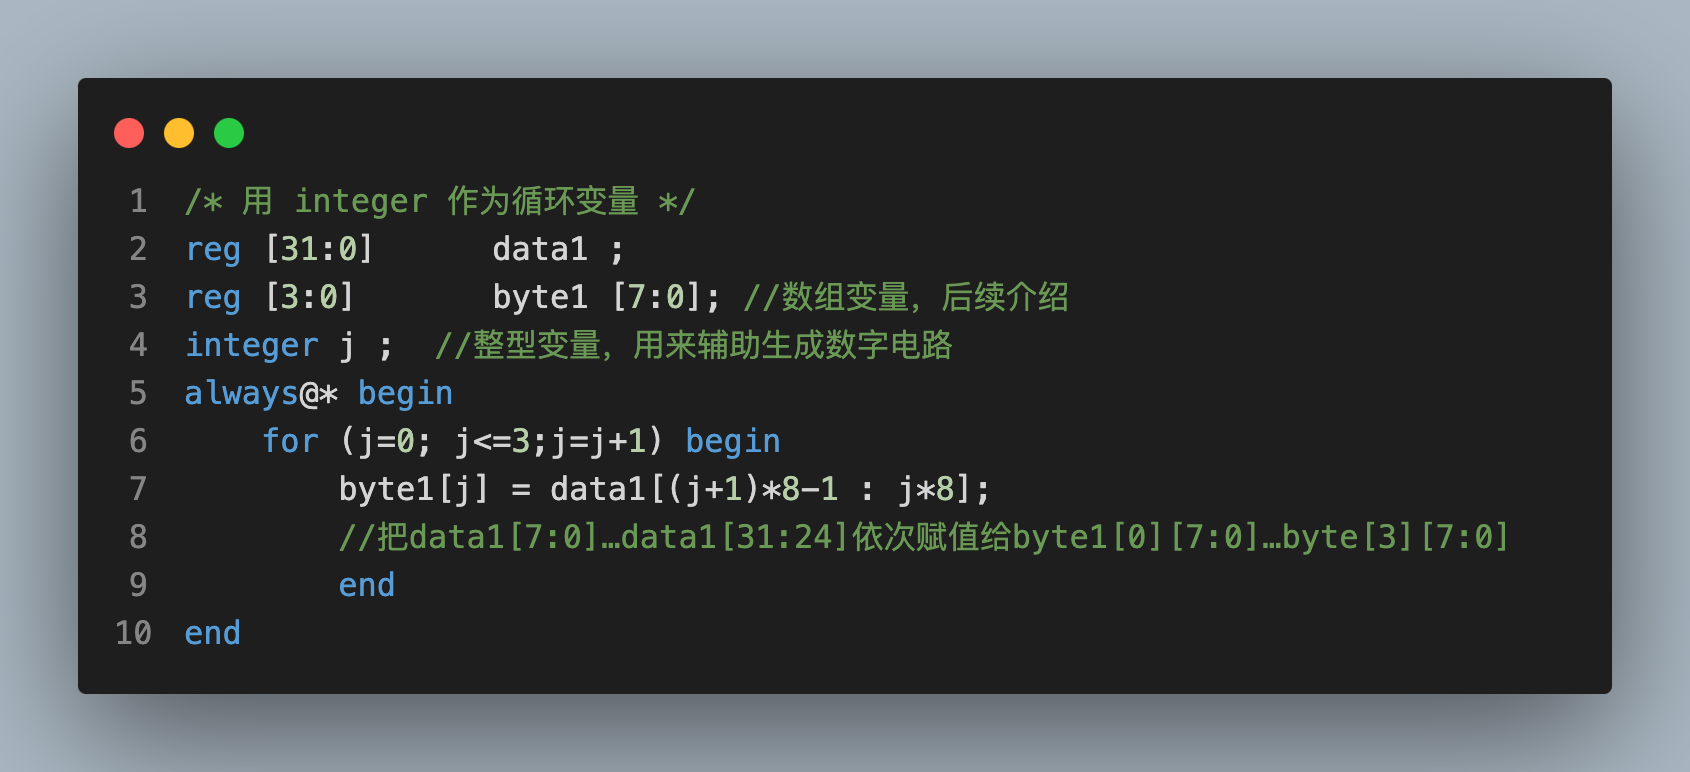 1 /* 用 integer 作为循环变量 */
2 reg [31:0]      data1 ;
3 reg [3:0]       byte1 [7:0]; //数组变量，后续介绍
4 integer j ;  //整型变量，用来辅助生成数字电路
5 always@* begin
6     for (j=0; j<=3;j=j+1) begin
7         byte1[j] = data1[(j+1)*8-1 : j*8];
8         //把data1[7:0]…data1[31:24]依次赋值给byte1[0][7:0]…byte[3][7:0]
9         end
10 end